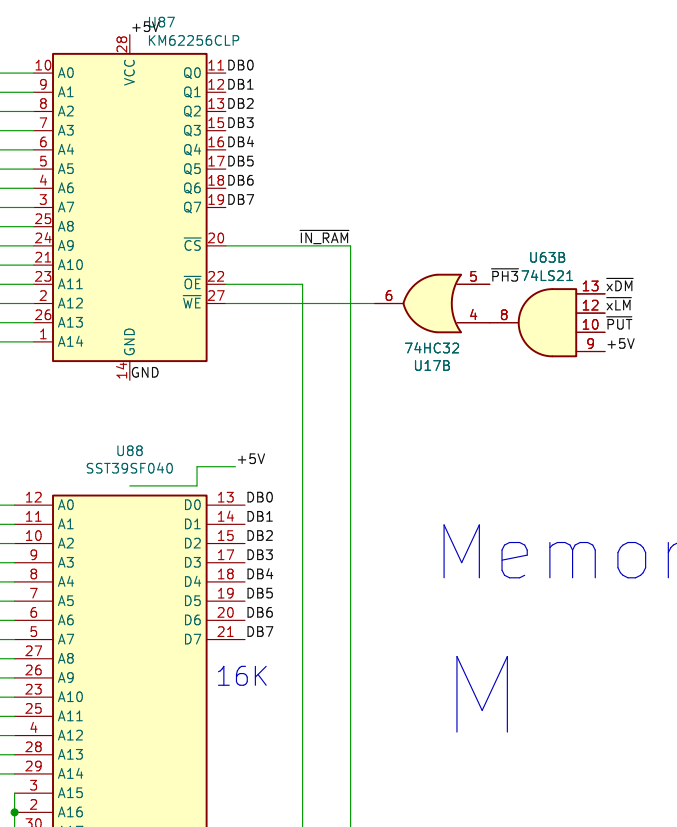 U87
+5V
KM62256CLP
28
VCC
10 A0 Q0 11 DB0
9 A1 Q1 12 DB1
8 A2 Q2 13 DB2
7 A3 Q3 15 DB3
6 A4 Q4 16 DB4
5 A5 Q5 17 DB5
4 A6 Q6 18 DB6
3 A7 Q7 19 DB7
25 A8
24 A9 CS 20 IN_RAM
21 A10
23 A11 OE 22
2 A12 WE 27
26 A13
1 A14
GND
14 GND
6
5 PH3
4
74HC32
U17B
U63B
74LS21
8
13 xDM
12 xLM
10 PUT
9 +5V
U88
SST39SF040
+5V
12 A0 D0 13 DB0
11 A1 D1 14 DB1
10 A2 D2 15 DB2
9 A3 D3 17 DB3
8 A4 D4 18 DB4
7 A5 D5 19 DB5
6 A6 D6 20 DB6
5 A7 D7 21 DB7
27 A8
26 A9
23 A10
25 A11
4 A12
28 A13
29 A14
3 A15
2 A16
30
16K
Memor
M